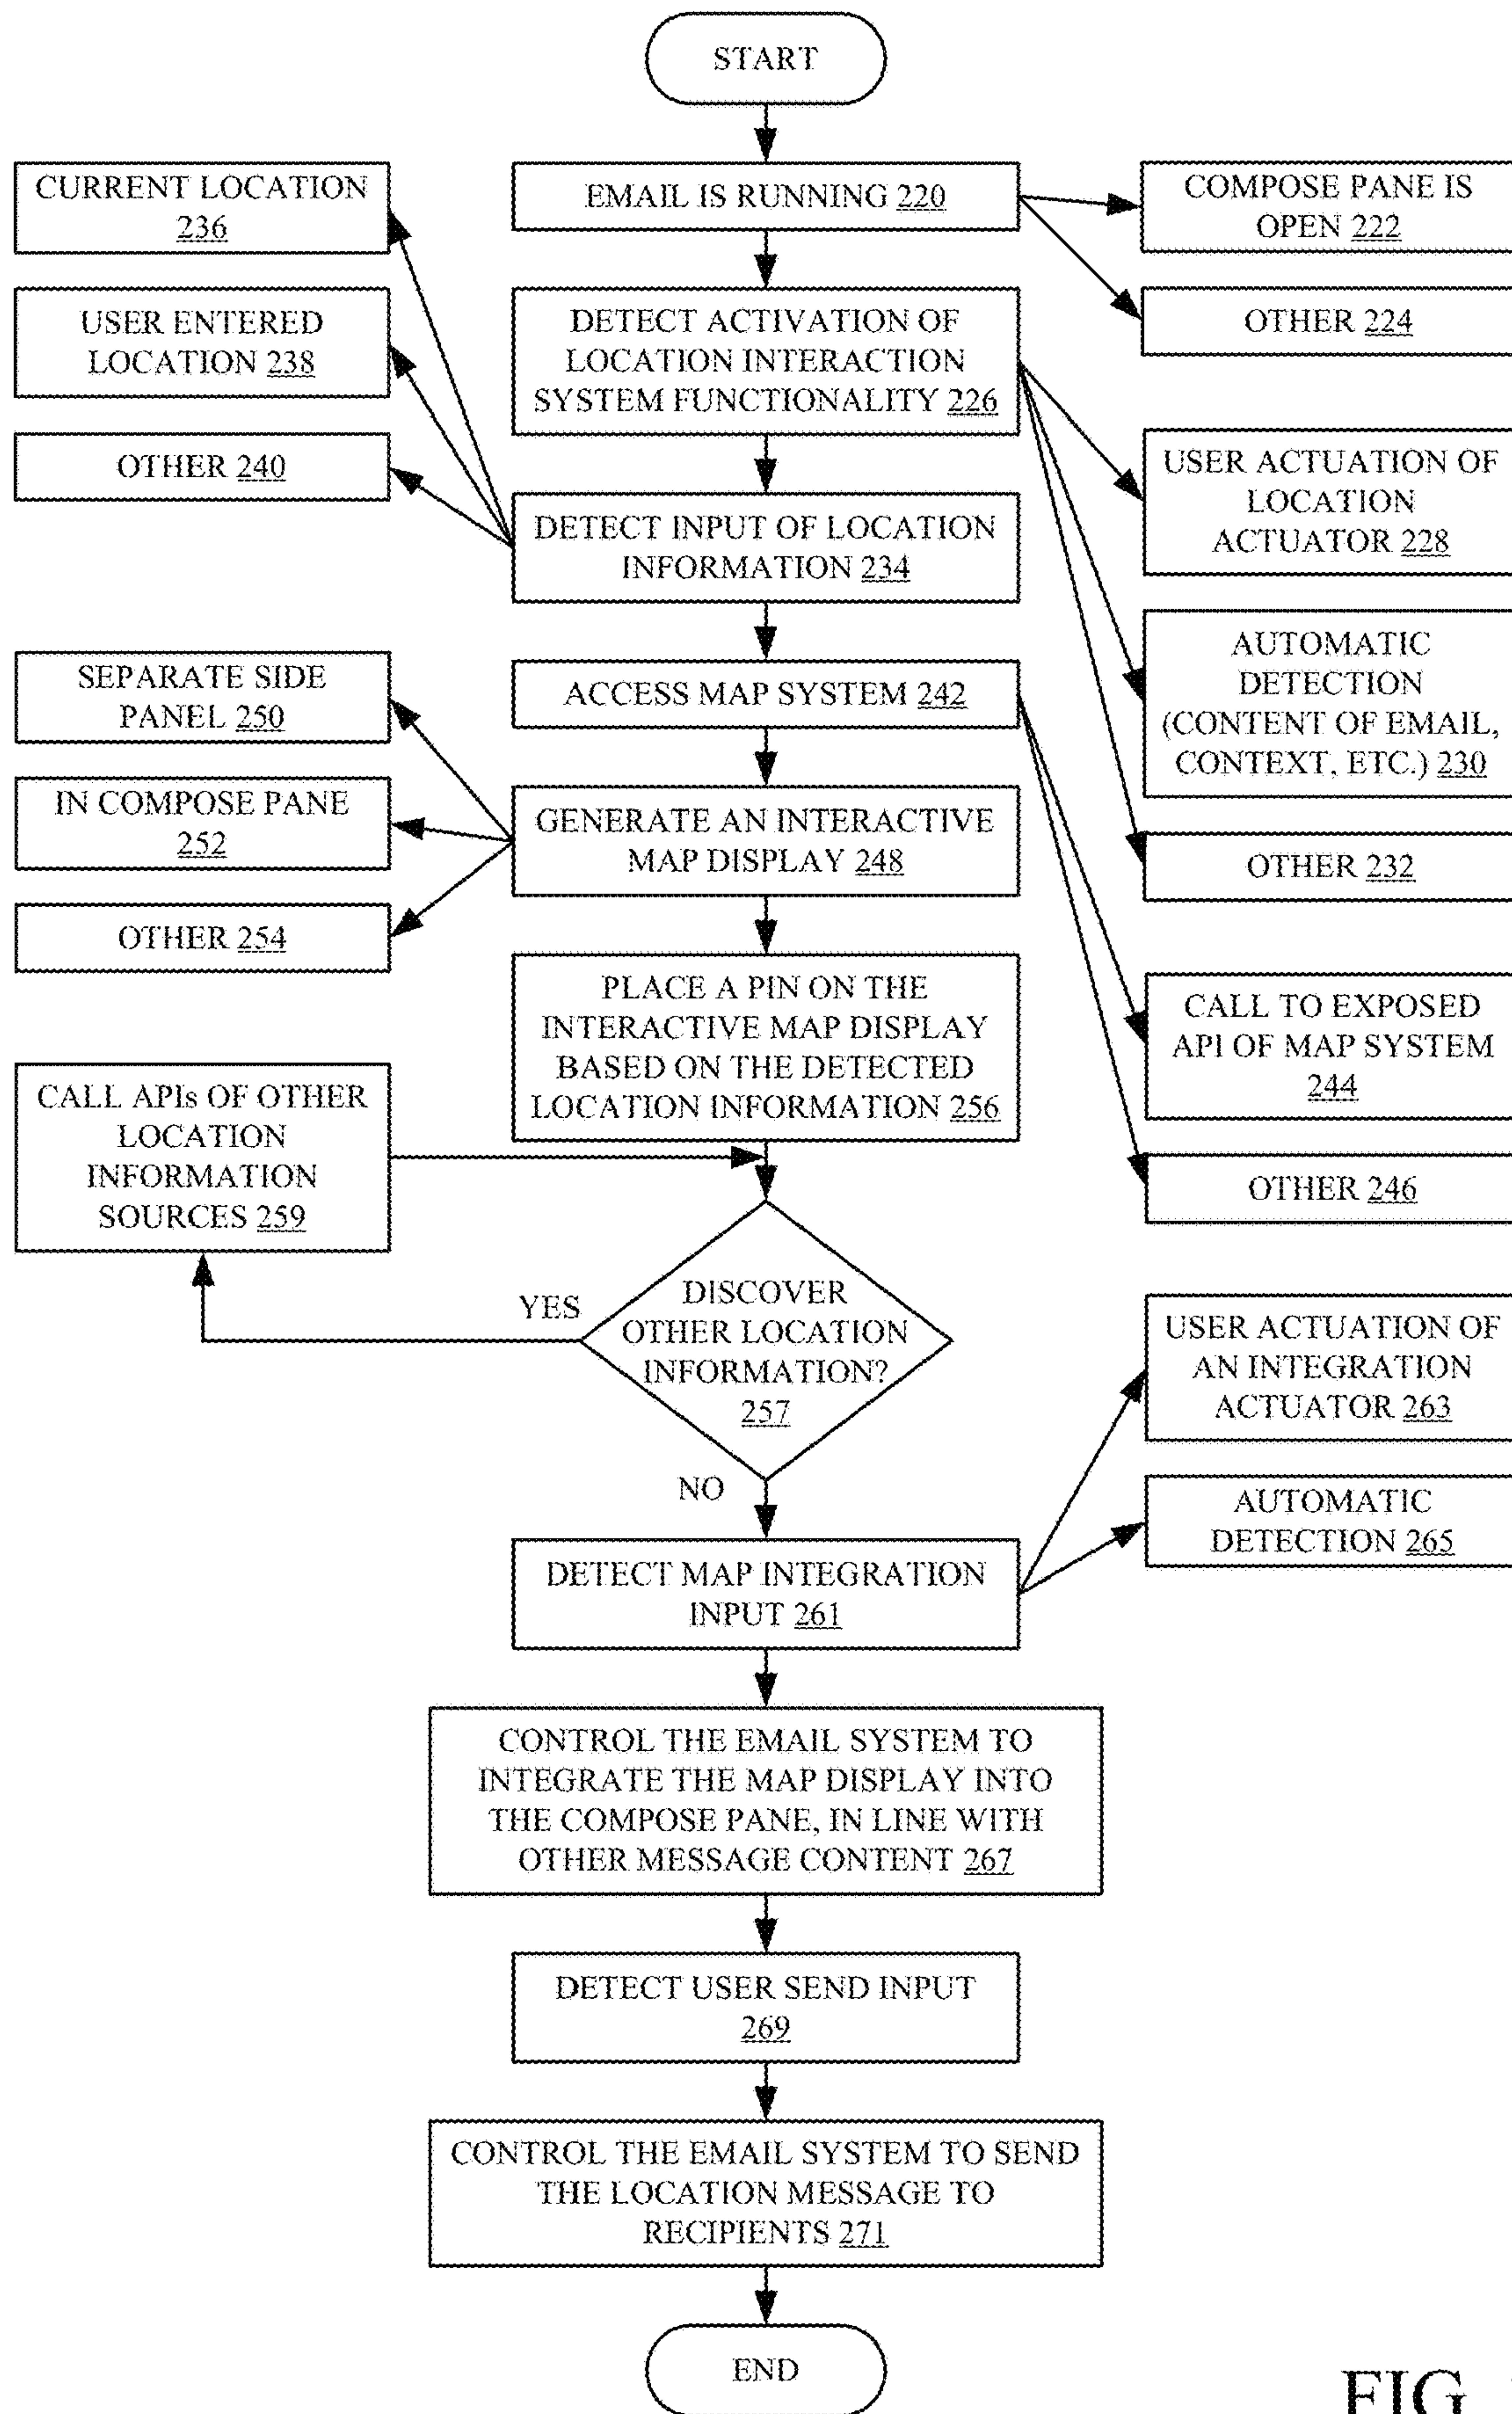 START
EMAIL IS RUNNING 220
COMPOSE PANE IS
OPEN 222
OTHER 224
CURRENT LOCATION
236
USER ENTERED
LOCATION 238
OTHER 240
DETECT ACTIVATION OF
LOCATION INTERACTION
SYSTEM FUNCTIONALITY 226
USER ACTUATION OF
LOCATION
ACTUATOR 228
AUTOMATIC
DETECTION
(CONTENT OF EMAIL,
CONTEXT, ETC.) 230
OTHER 232
DETECT INPUT OF LOCATION
INFORMATION 234
ACCESS MAP SYSTEM 242
CALL TO EXPOSED
API OF MAP SYSTEM
244
OTHER 246
SEPARATE SIDE
PANEL 250
IN COMPOSE PANE
252
OTHER 254
GENERATE AN INTERACTIVE
MAP DISPLAY 248
PLACE A PIN ON THE
INTERACTIVE MAP DISPLAY
BASED ON THE DETECTED
LOCATION INFORMATION 256
CALL APIs OF OTHER
LOCATION
INFORMATION
SOURCES 259
YES
DISCOVER
OTHER LOCATION
INFORMATION?
257
NO
USER ACTUATION OF
AN INTEGRATION
ACTUATOR 263
AUTOMATIC
DETECTION 265
DETECT MAP INTEGRATION
INPUT 261
CONTROL THE EMAIL SYSTEM TO
INTEGRATE THE MAP DISPLAY INTO
THE COMPOSE PANE, IN LINE WITH
OTHER MESSAGE CONTENT 267
DETECT USER SEND INPUT
269
CONTROL THE EMAIL SYSTEM TO SEND
THE LOCATION MESSAGE TO
RECIPIENTS 271
END
FIG.